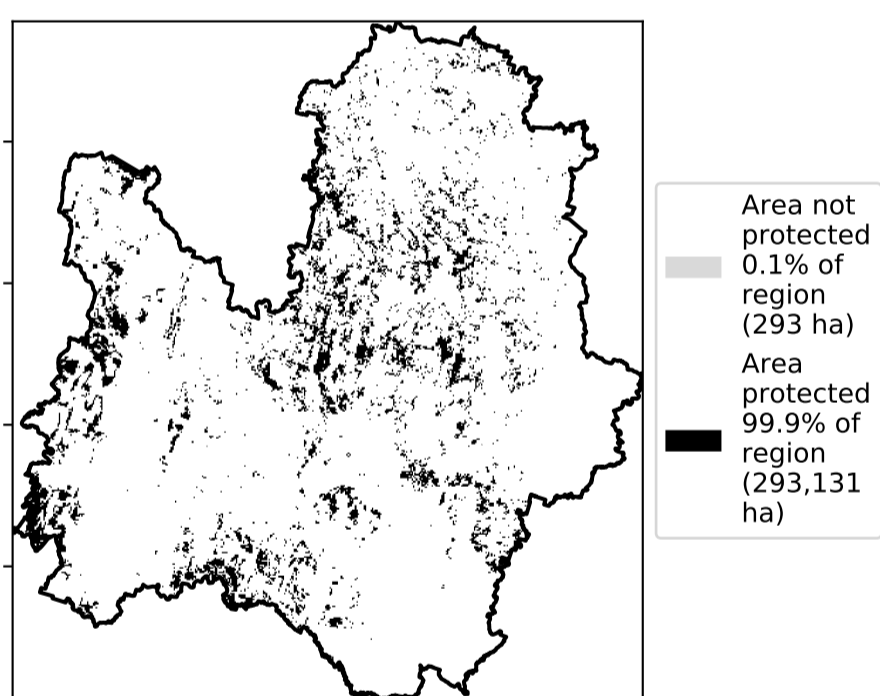 Area not
protected
0.1% of
region
(293 ha)
Area
protected
99.9% of
region
(293,131
ha)